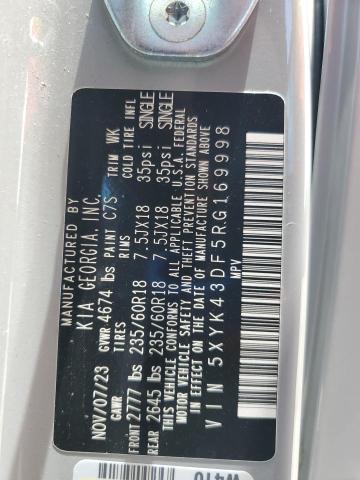 MANUFACTURED BY
KIA GEORGIA, INC.
NOV/07/23 GVWR 4674 lbs PAINT C7S TRIM WK
GAWR TIRES RIMS COLD TIRE INFL
FRONT 2777 lbs 235/60R18 7.5JX18 35psi SINGLE
REAR 2645 lbs 235/60R18 7.5JX18 35psi SINGLE
THIS VEHICLE CONFORMS TO ALL APPLICABLE U.S.A. FEDERAL
MOTOR VEHICLE SAFETY AND THEFT PREVENTION STANDARDS
IN EFFECT ON THE DATE OF MANUFACTURE SHOWN ABOVE
VIN 5XYK43DF5RG169998
MPV